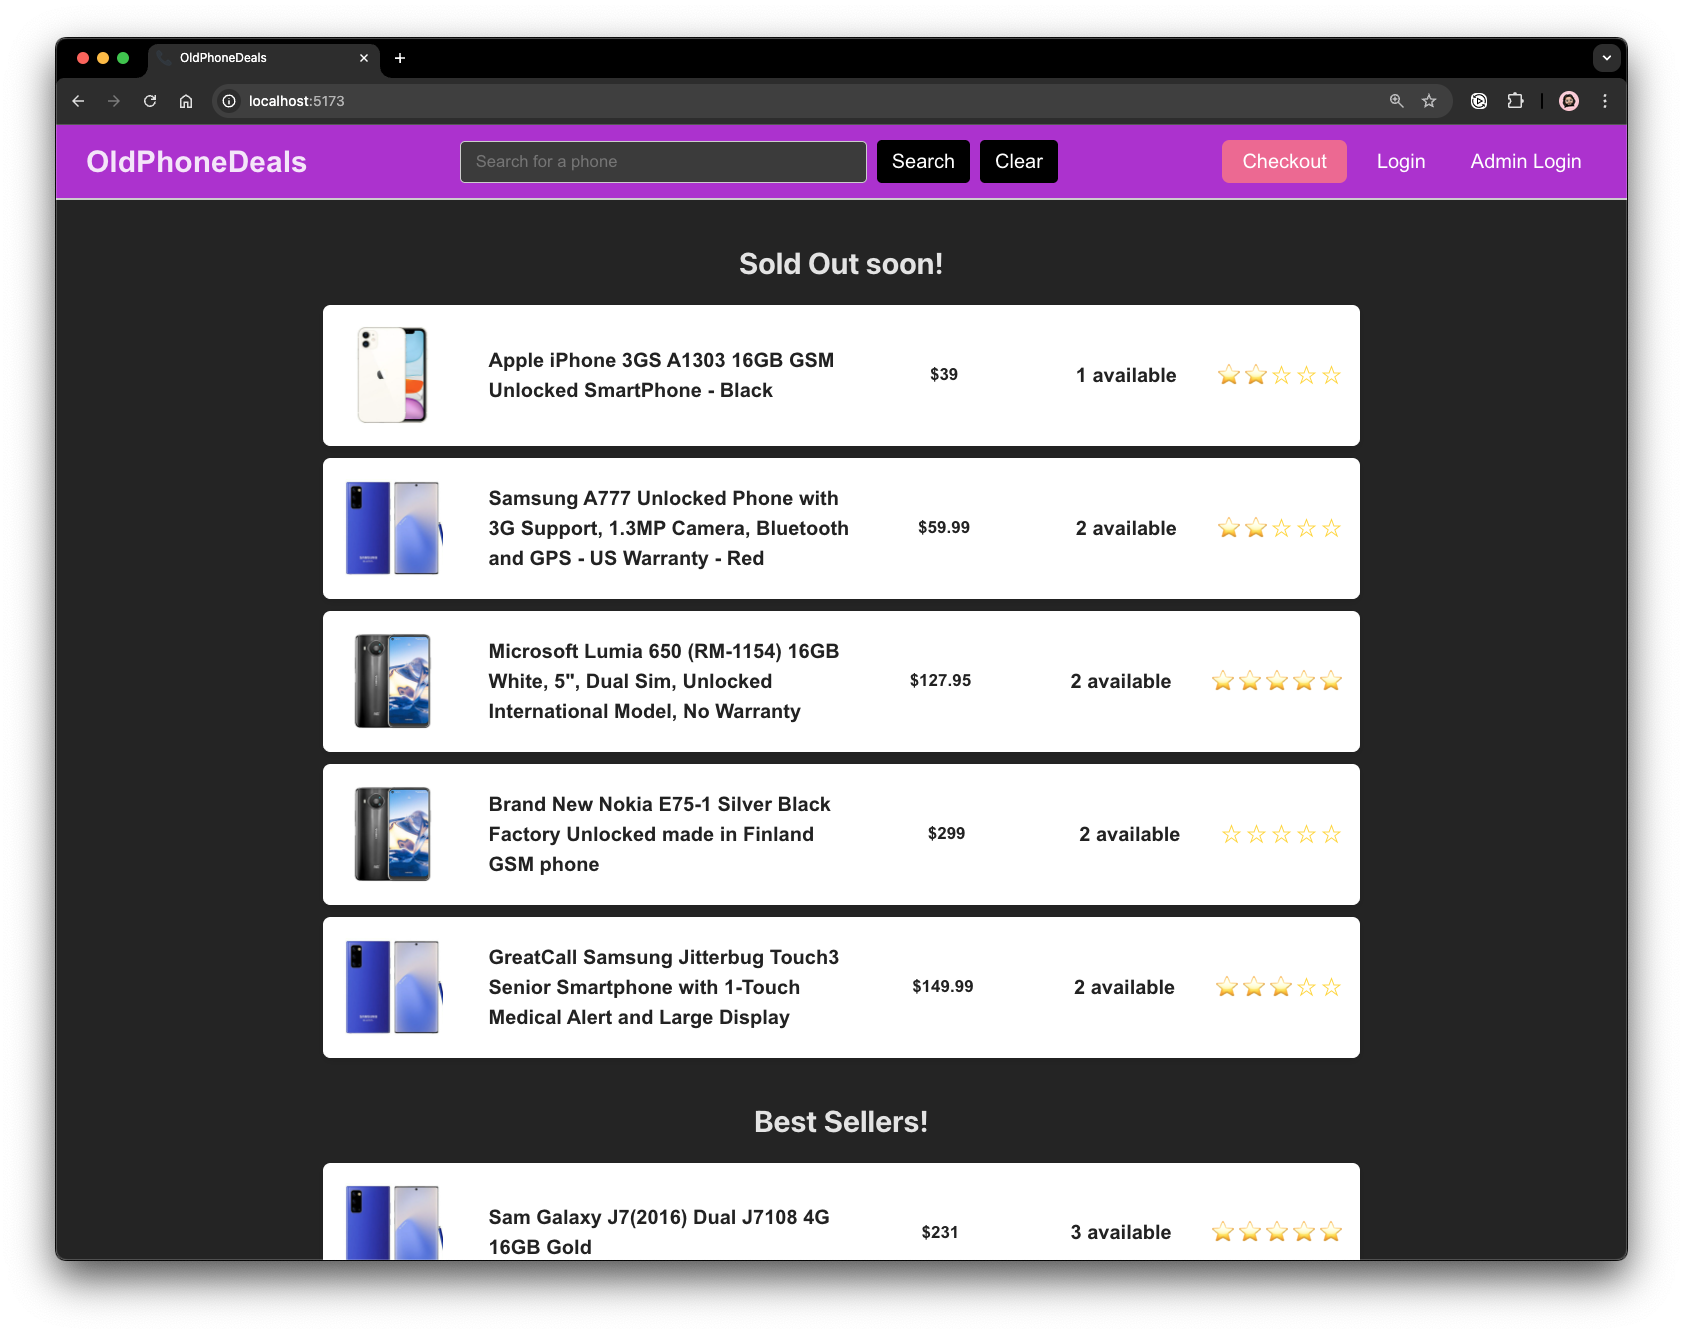 OldPhoneDeals
localhost:5173
OldPhoneDeals
Search for a phone
Search
Clear
Checkout
Login
Admin Login
Sold Out soon!
Apple iPhone 3GS A1303 16GB GSM
Unlocked SmartPhone - Black
$39
1 available
Samsung A777 Unlocked Phone with
3G Support, 1.3MP Camera, Bluetooth
and GPS - US Warranty - Red
$59.99
2 available
Microsoft Lumia 650 (RM-1154) 16GB
White, 5", Dual Sim, Unlocked
International Model, No Warranty
$127.95
2 available
Brand New Nokia E75-1 Silver Black
Factory Unlocked made in Finland
GSM phone
$299
2 available
GreatCall Samsung Jitterbug Touch3
Senior Smartphone with 1-Touch
Medical Alert and Large Display
$149.99
2 available
Best Sellers!
Sam Galaxy J7(2016) Dual J7108 4G
16GB Gold
$231
3 available